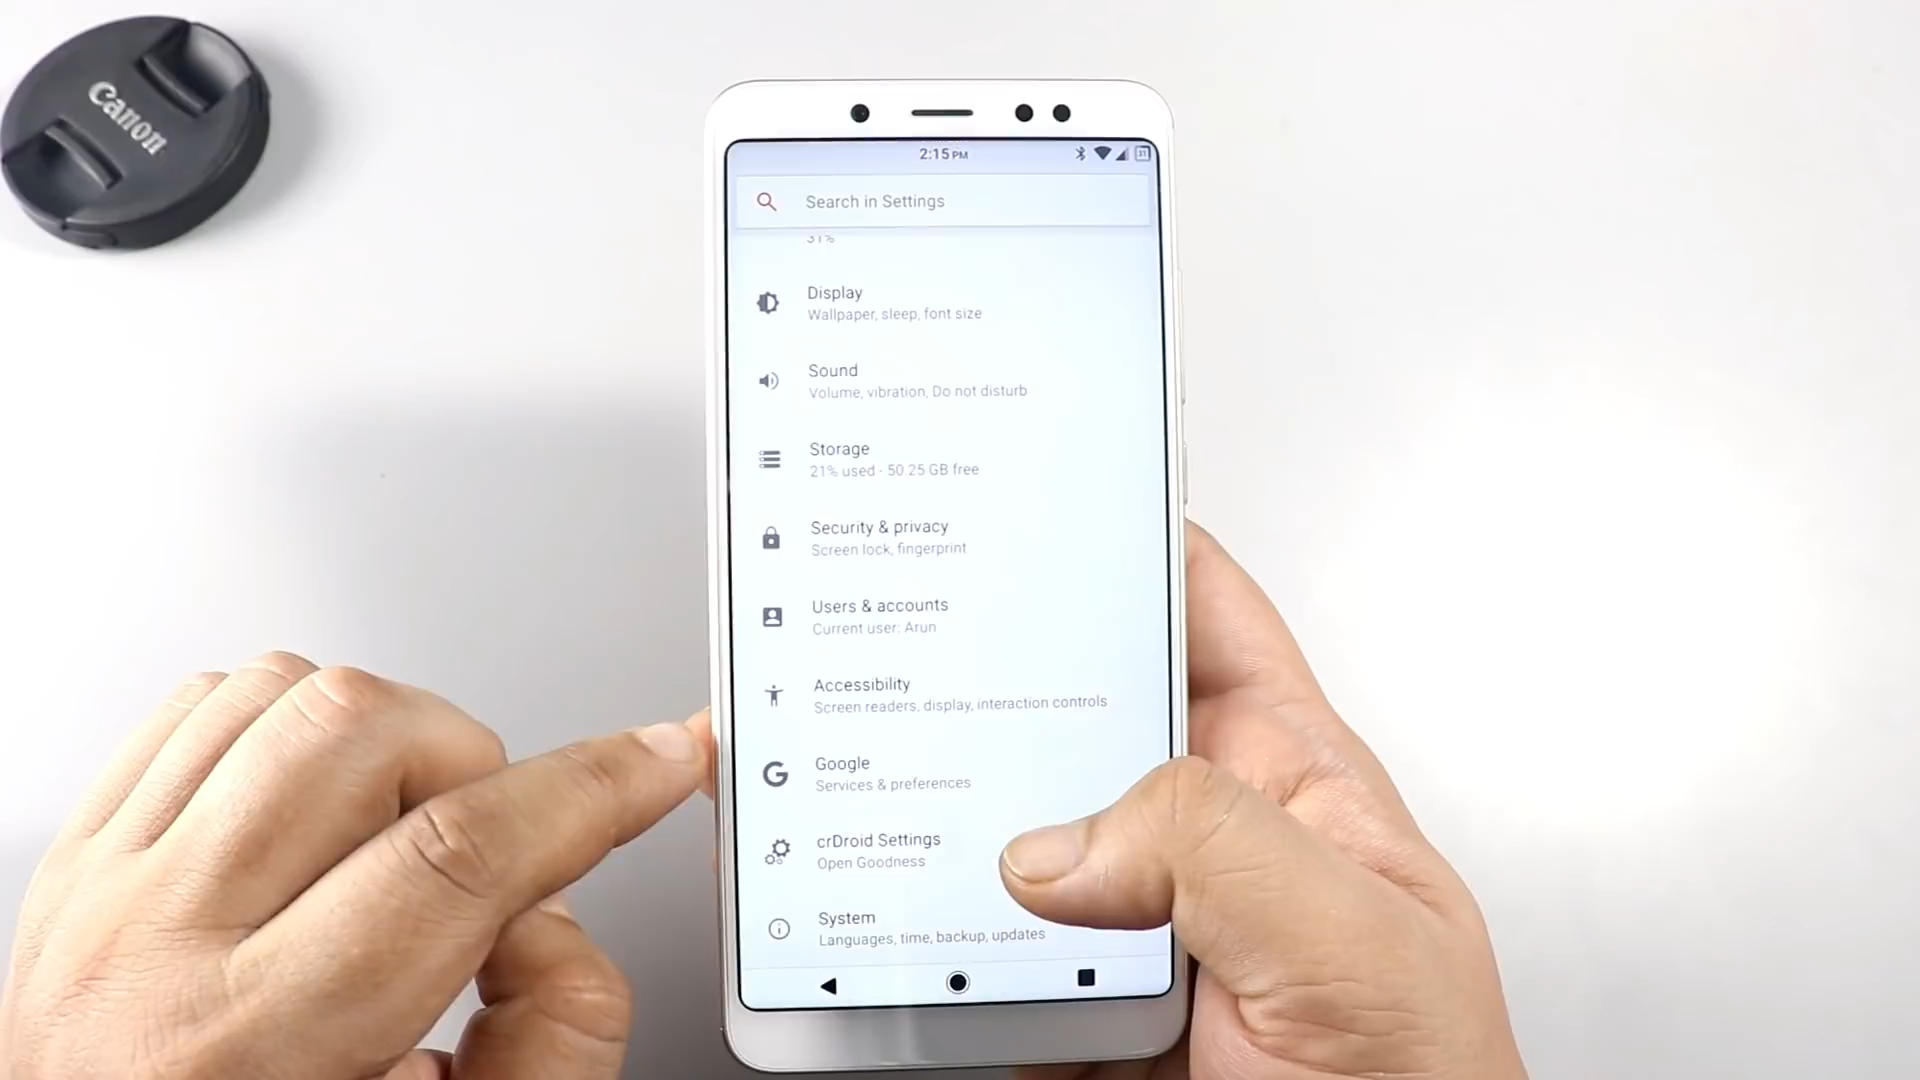 Canon
2:15 PM
31
Search in Settings
31%
Display
Wallpaper, sleep, font size
Sound
Volume, vibration, Do not disturb
Storage
21% used - 50.25 GB free
Security & privacy
Screen lock, fingerprint
Users & accounts
Current user: Arun
Accessibility
Screen readers, display, interaction controls
Google
Services & preferences
crDroid Settings
Open Goodness
System
Languages, time, backup, updates